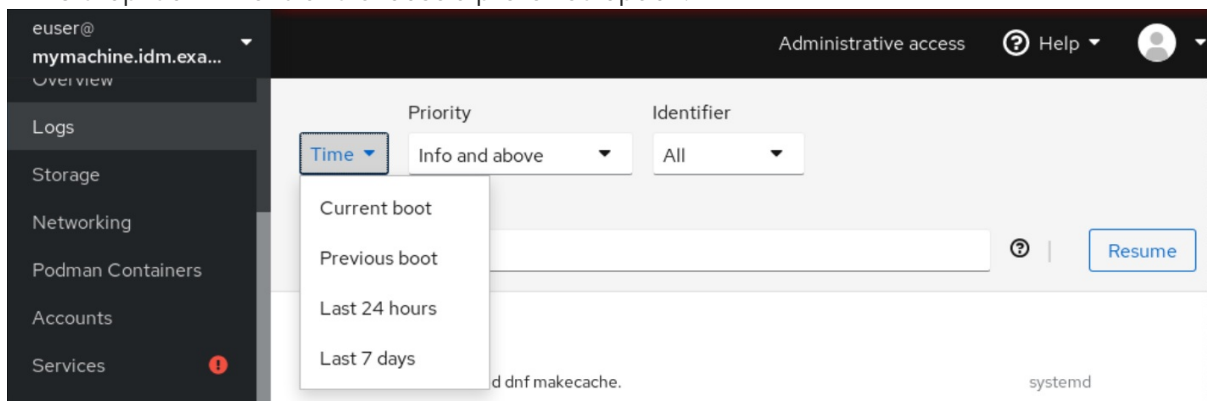 euser@
mymachine.idm.exa...
Administrative access
Help
Overview
Logs
Storage
Networking
Podman Containers
Accounts
Services
Priority
Identifier
Time
Info and above
All
Current boot
Previous boot
Last 24 hours
Last 7 days
Resume
d dnf makecache.
systemd